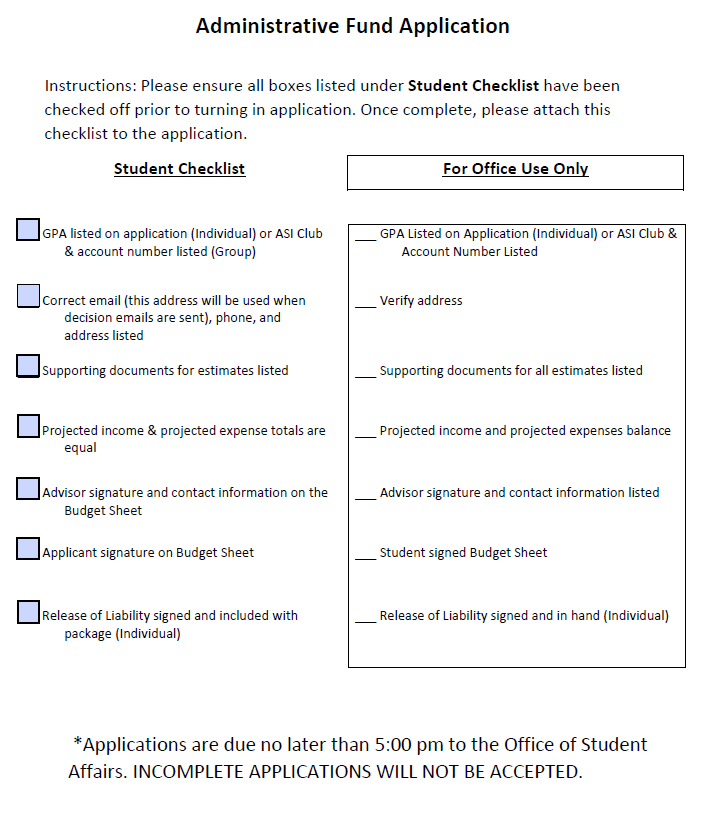 Administrative Fund Application
Instructions: Please ensure all boxes listed under Student Checklist have been
checked off prior to turning in application. Once complete, please attach this
checklist to the application.
Student Checklist
GPA listed on application (Individual) or ASI Club
& account number listed (Group)
Correct email (this address will be used when
decision emails are sent), phone, and
address listed
Supporting documents for estimates listed
Projected income & projected expense totals are
equal
Advisor signature and contact information on the
Budget Sheet
Applicant signature on Budget Sheet
Release of Liability signed and included with
package (Individual)
For Office Use Only
___ GPA Listed on Application (Individual) or ASI Club &
Account Number Listed
___ Verify address
___ Supporting documents for all estimates listed
___ Projected income and projected expenses balance
___ Advisor signature and contact information listed
___ Student signed Budget Sheet
___ Release of Liability signed and in hand (Individual)
*Applications are due no later than 5:00 pm to the Office of Student
Affairs. INCOMPLETE APPLICATIONS WILL NOT BE ACCEPTED.